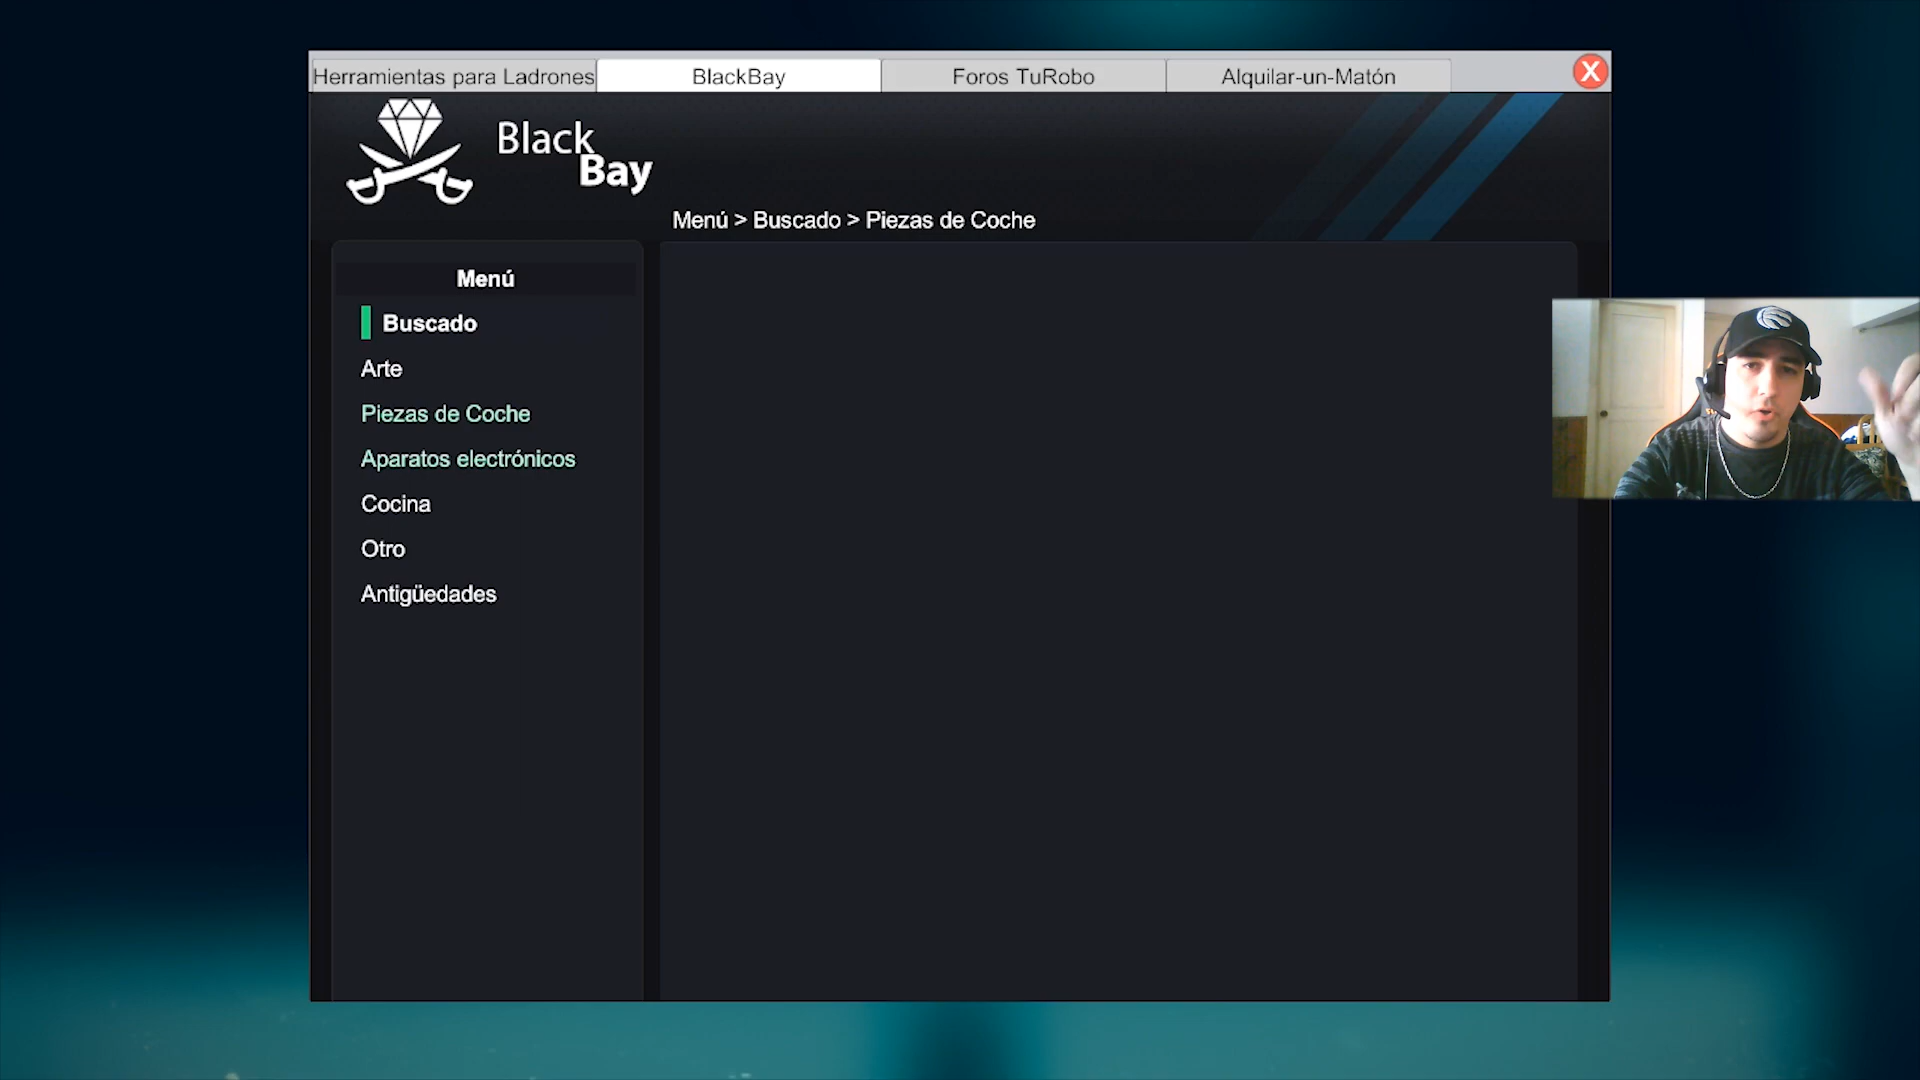 Herramientas para Ladrones
BlackBay
Foros TuRobo
Alquilar-un-Matón
X
Black
Bay
Menú > Buscado > Piezas de Coche
Menú
Buscado
Arte
Piezas de Coche
Aparatos electrónicos
Cocina
Otro
Antigüedades